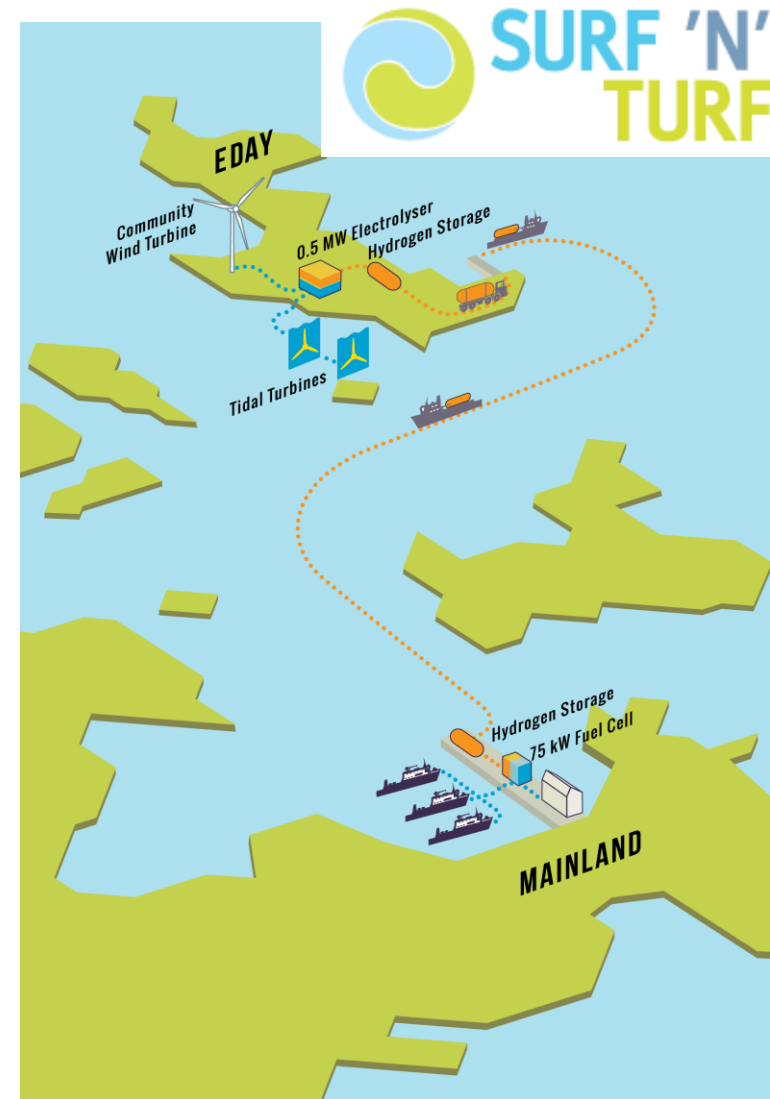 SURF 'N'
TURF
EDAY
Community
Wind Turbine
0.5 MW Electrolyser
Hydrogen Storage
Tidal Turbines
Hydrogen Storage
75 kW Fuel Cell
MAINLAND